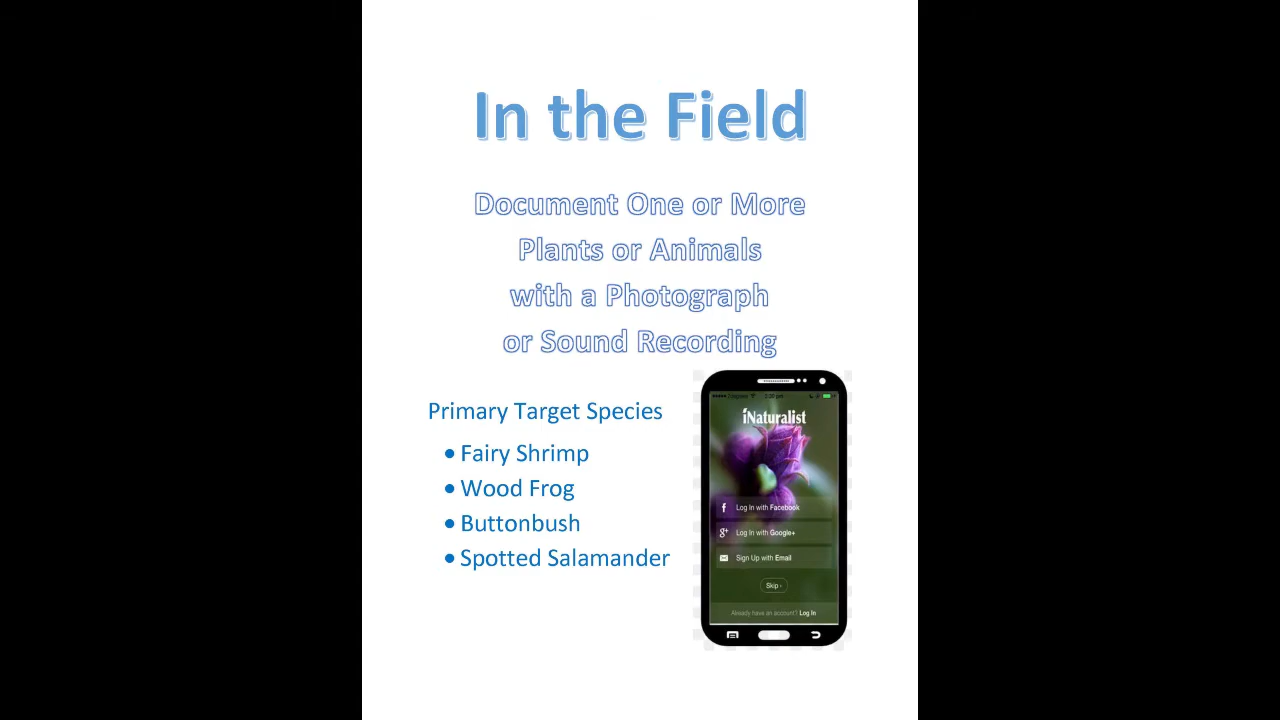 In the Field
Document One or More
Plants or Animals
with a Photograph
or Sound Recording
Primary Target Species
• Fairy Shrimp
• Wood Frog
• Buttonbush
• Spotted Salamander
iNaturalist
f Log In with Facebook
g+ Log In with Google+
Sign Up with Email
Skip ›
Already have an account? Log In